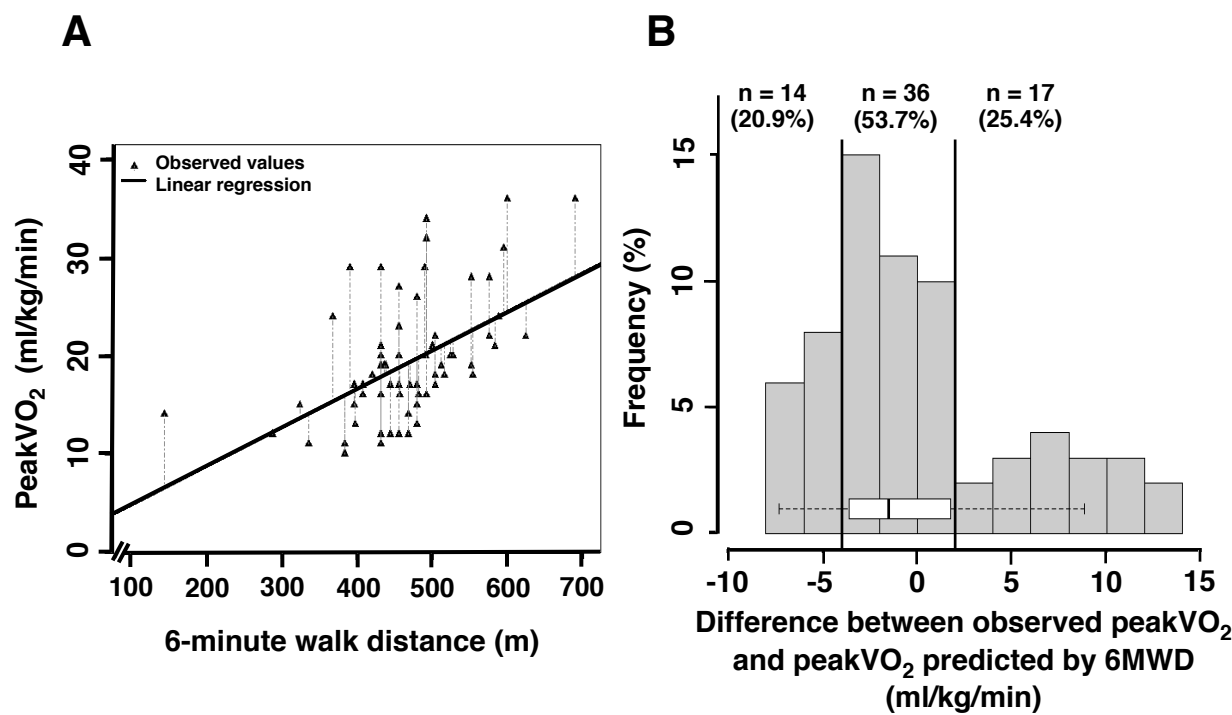 A
40
30
20
10
0
PeakVO₂ (ml/kg/min)
Observed values
Linear regression
100 200 300 400 500 600 700
6-minute walk distance (m)
B
n = 14
(20.9%)
n = 36
(53.7%)
n = 17
(25.4%)
15
10
5
0
Frequency (%)
-10 -5 0 5 10 15
Difference between observed peakVO₂
and peakVO₂ predicted by 6MWD
(ml/kg/min)